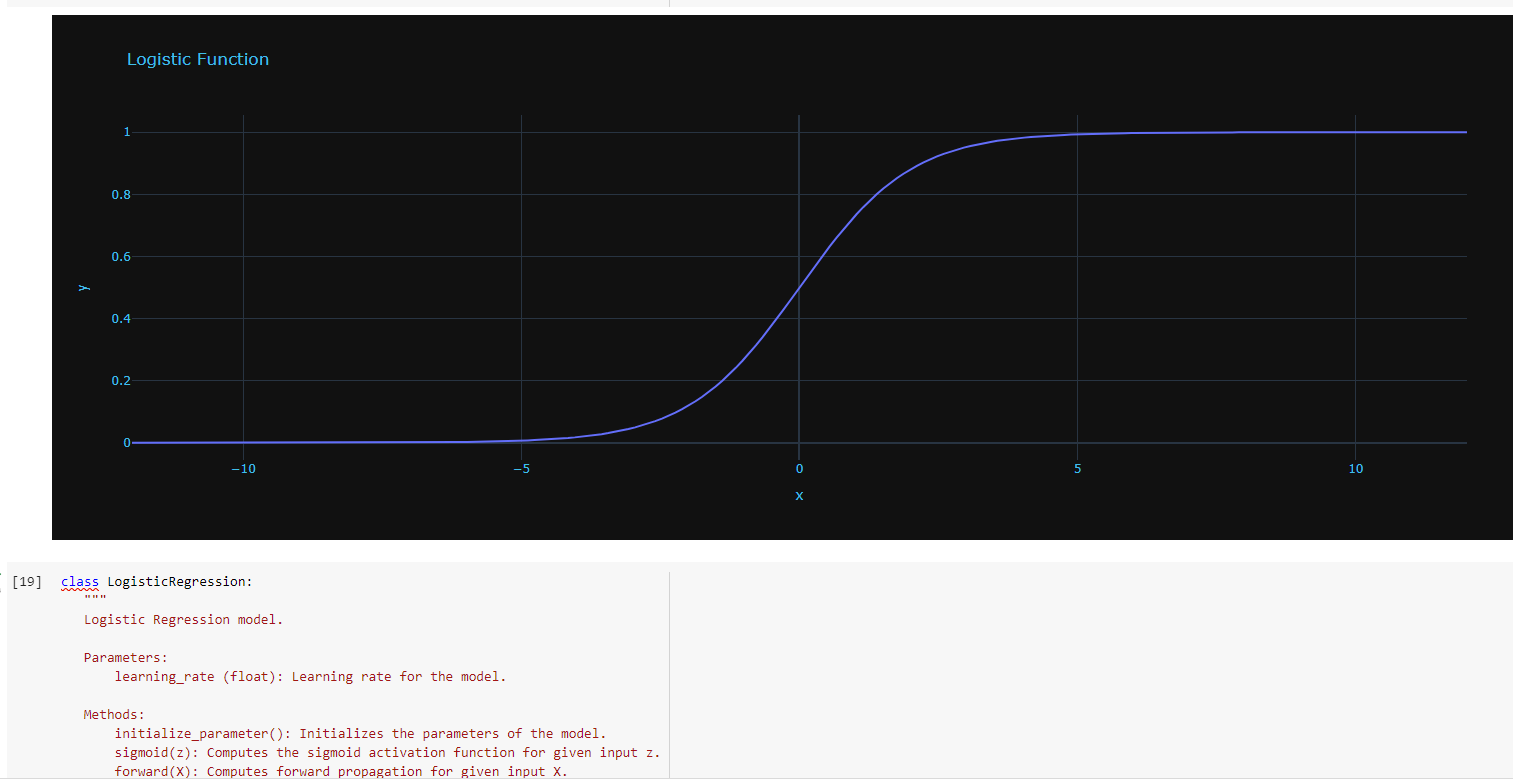 Logistic Function
1
0.8
0.6
y
0.4
0.2
0
−10 −5 0 5 10
x
[19] class LogisticRegression:
"""
Logistic Regression model.
Parameters:
learning_rate (float): Learning rate for the model.
Methods:
initialize_parameter(): Initializes the parameters of the model.
sigmoid(z): Computes the sigmoid activation function for given input z.
forward(X): Computes forward propagation for given input X.